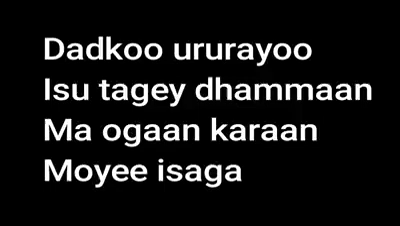 Dadkoo ururayoo
Isu tagey dhammaan
Ma ogaan karaan
Moyee isaga